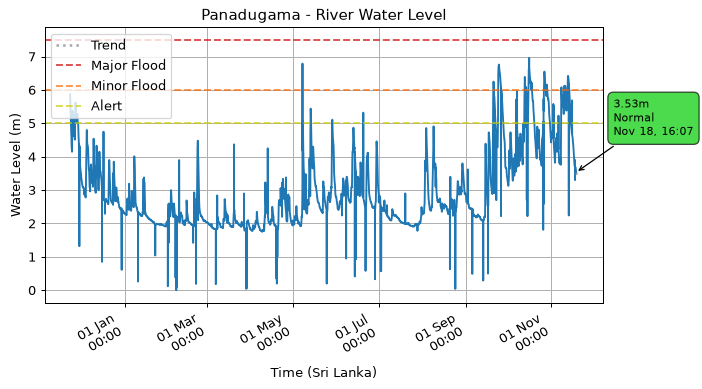 Panadugama - River Water Level
Trend
Major Flood
Minor Flood
Alert
3.53m
Normal
Nov 18, 16:07
Water Level (m)
7
6
5
4
3
2
1
0
01 Jan
00:00
01 Mar
00:00
01 May
00:00
01 Jul
00:00
01 Sep
00:00
01 Nov
00:00
Time (Sri Lanka)